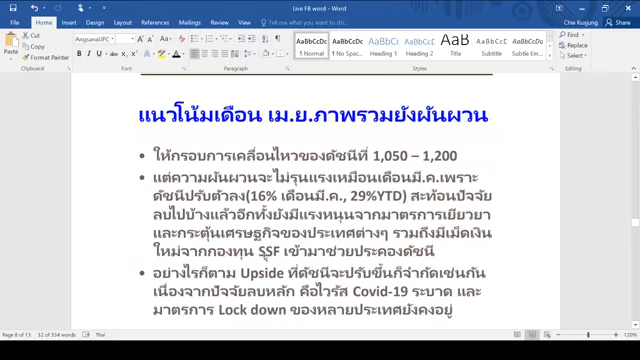 Live FB word - Word
Chie Kusjung
File Home Insert Design Layout References Mailings Review View Tell me what you want to do... Share
Cut
Copy
Paste Format Painter
AngsanaUPC
Find
Replace
Select
AaBbCcDc AaBbCcDc AaBbCc AaBbCcC AaB AaBbCcD AaBbCcDc
Normal No Spac... Heading 1 Heading 2 Title Subtitle Subtle Em...
Clipboard Font Paragraph Styles Editing
แนวโน้มเดือน เม.ย.ภาพรวมยังผันผวน
• ให้กรอบการเคลื่อนไหวของดัชนีที่ 1,050 – 1,200
• แต่ความผันผวนจะไม่รุนแรงเหมือนเดือนมี.ค.เพราะ
ดัชนีปรับตัวลง(16% เดือนมี.ค., 29%YTD) สะท้อนปัจจัย
ลบไปบ้างแล้วอีกทั้งยังมีแรงหนุนจากมาตรการเยียวยา
และกระตุ้นเศรษฐกิจของประเทศต่างๆ รวมถึงมีเม็ดเงิน
ใหม่จากกองทุน SSF เข้ามาช่วยประคองดัชนี
• อย่างไรก็ตาม Upside ที่ดัชนีจะปรับขึ้นก็จำกัดเช่นกัน
เนื่องจากปัจจัยลบหลัก คือไวรัส Covid-19 ระบาด และ
มาตรการ Lock down ของหลายประเทศยังคงอยู่
Page 8 of 13 32 of 334 words Thai 120%